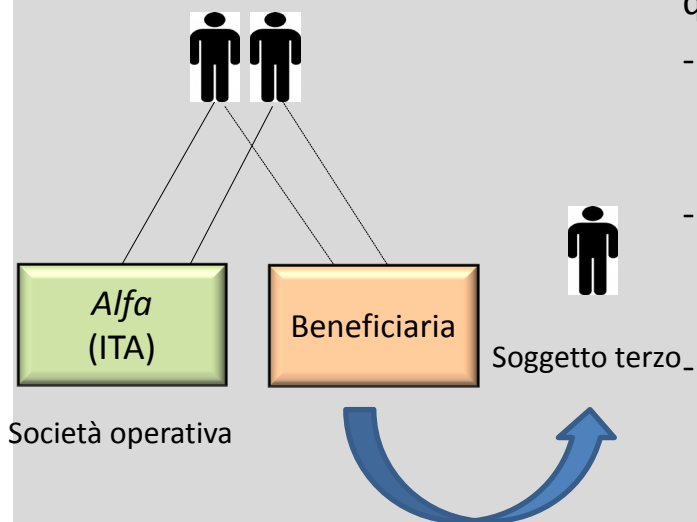 Alfa
(ITA)
Beneficiaria
Soggetto terzo
Società operativa
-
-
-